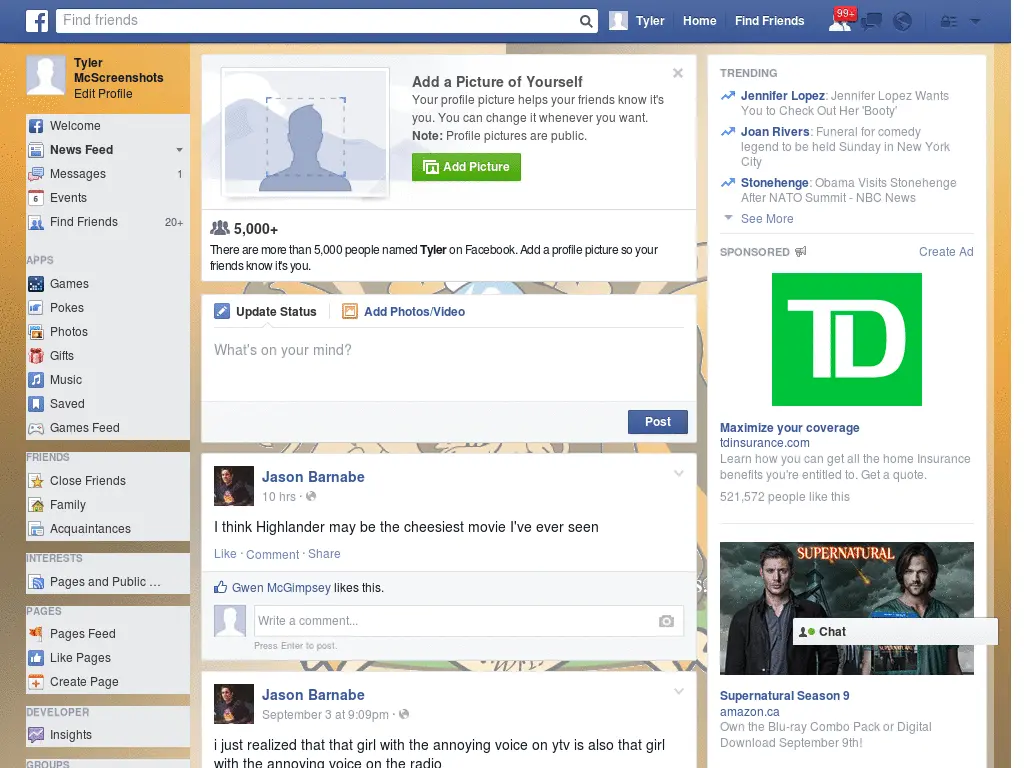 Find friends
Tyler
Home
Find Friends
99+
Tyler
McScreenshots
Edit Profile
Welcome
News Feed
Messages
1
Events
Find Friends
20+
APPS
Games
Pokes
Photos
Gifts
Music
Saved
Games Feed
FRIENDS
Close Friends
Family
Acquaintances
INTERESTS
Pages and Public ...
PAGES
Pages Feed
Like Pages
Create Page
DEVELOPER
Insights
GROUPS
Add a Picture of Yourself
Your profile picture helps your friends know it's
you. You can change it whenever you want.
Note: Profile pictures are public.
Add Picture
5,000+
There are more than 5,000 people named Tyler on Facebook. Add a profile picture so your
friends know it's you.
Update Status
Add Photos/Video
What's on your mind?
Post
Jason Barnabe
10 hrs ·
I think Highlander may be the cheesiest movie I've ever seen
Like · Comment · Share
Gwen McGimpsey likes this.
Write a comment...
Press Enter to post.
Jason Barnabe
September 3 at 9:09pm ·
i just realized that that girl with the annoying voice on ytv is also that girl
with the annoying voice on the radio
TRENDING
Jennifer Lopez: Jennifer Lopez Wants
You to Check Out Her 'Booty'
Joan Rivers: Funeral for comedy
legend to be held Sunday in New York
City
Stonehenge: Obama Visits Stonehenge
After NATO Summit - NBC News
See More
SPONSORED
Create Ad
TD
Maximize your coverage
tdinsurance.com
Learn how you can get all the home Insurance
benefits you're entitled to. Get a quote.
521,572 people like this
SUPERNATURAL
Chat
Supernatural Season 9
amazon.ca
Own the Blu-ray Combo Pack or Digital
Download September 9th!